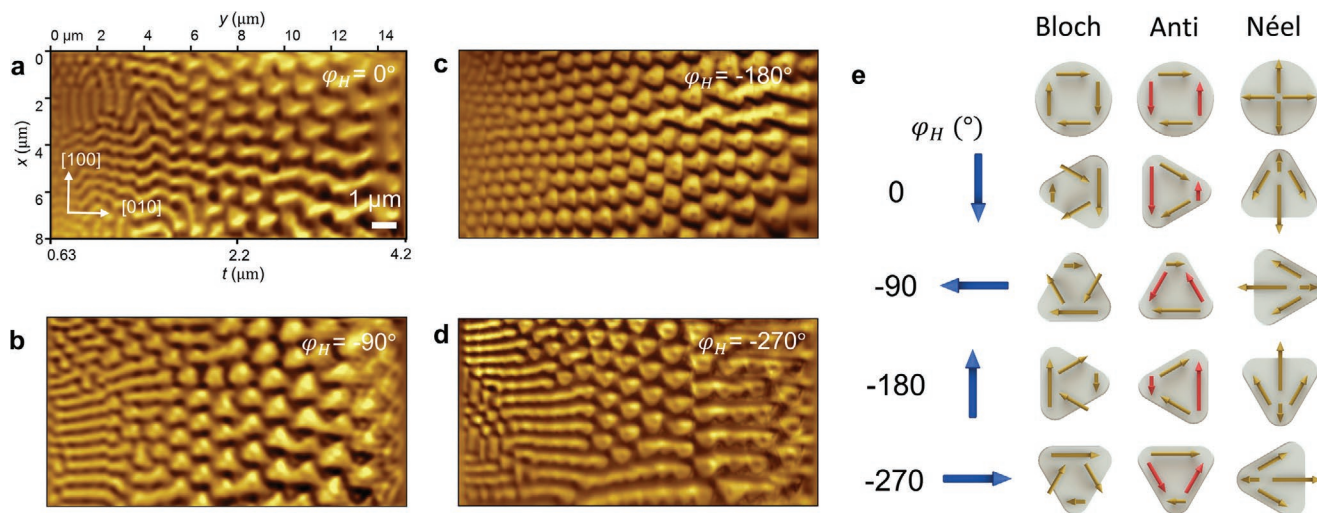 y (μm)
0 μm 2 4 6 8 10 12 14
a
φH = 0°
0
2
4
6
8
x (μm)
[100]
[010]
1 μm
0.63 2.2 4.2
t (μm)
b
φH = -90°
c
φH = -180°
d
φH = -270°
e
Bloch Anti Néel
φH (°)
0
-90
-180
-270